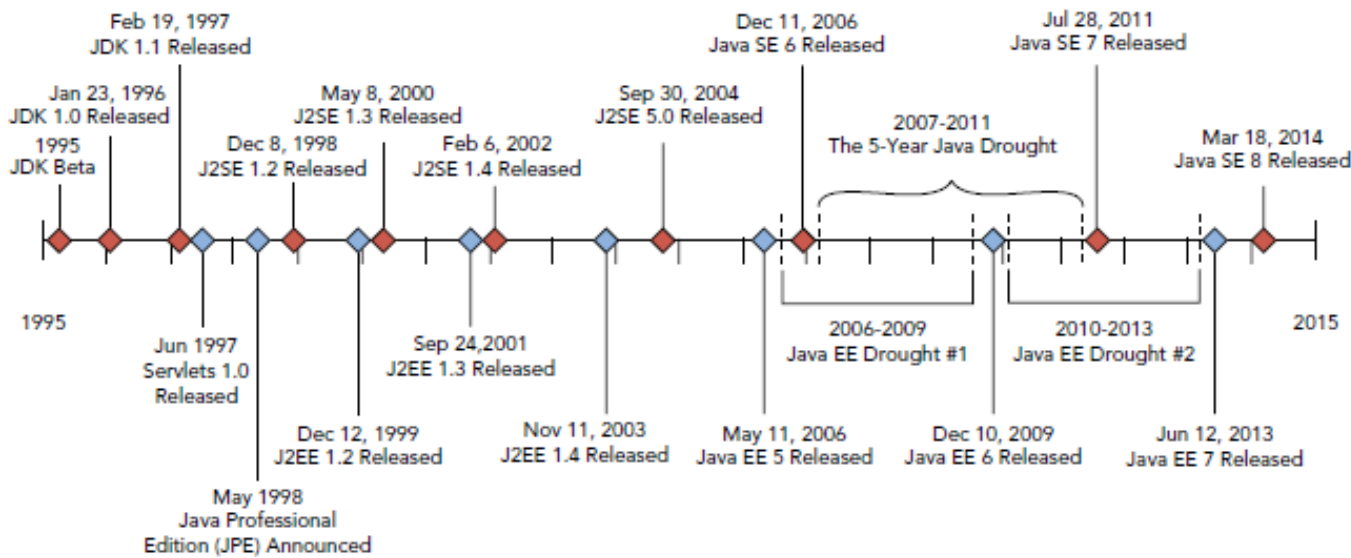 Feb 19, 1997
JDK 1.1 Released
Dec 11, 2006
Java SE 6 Released
Jul 28, 2011
Java SE 7 Released
Jan 23, 1996
JDK 1.0 Released
May 8, 2000
J2SE 1.3 Released
Sep 30, 2004
J2SE 5.0 Released
2007-2011
The 5-Year Java Drought
1995
JDK Beta
Dec 8, 1998
J2SE 1.2 Released
Feb 6, 2002
J2SE 1.4 Released
Mar 18, 2014
Java SE 8 Released
1995
2015
Jun 1997
Servlets 1.0
Released
Sep 24,2001
J2EE 1.3 Released
2006-2009
Java EE Drought #1
2010-2013
Java EE Drought #2
Dec 12, 1999
J2EE 1.2 Released
Nov 11, 2003
J2EE 1.4 Released
May 11, 2006
Java EE 5 Released
Dec 10, 2009
Java EE 6 Released
Jun 12, 2013
Java EE 7 Released
May 1998
Java Professional
Edition (JPE) Announced